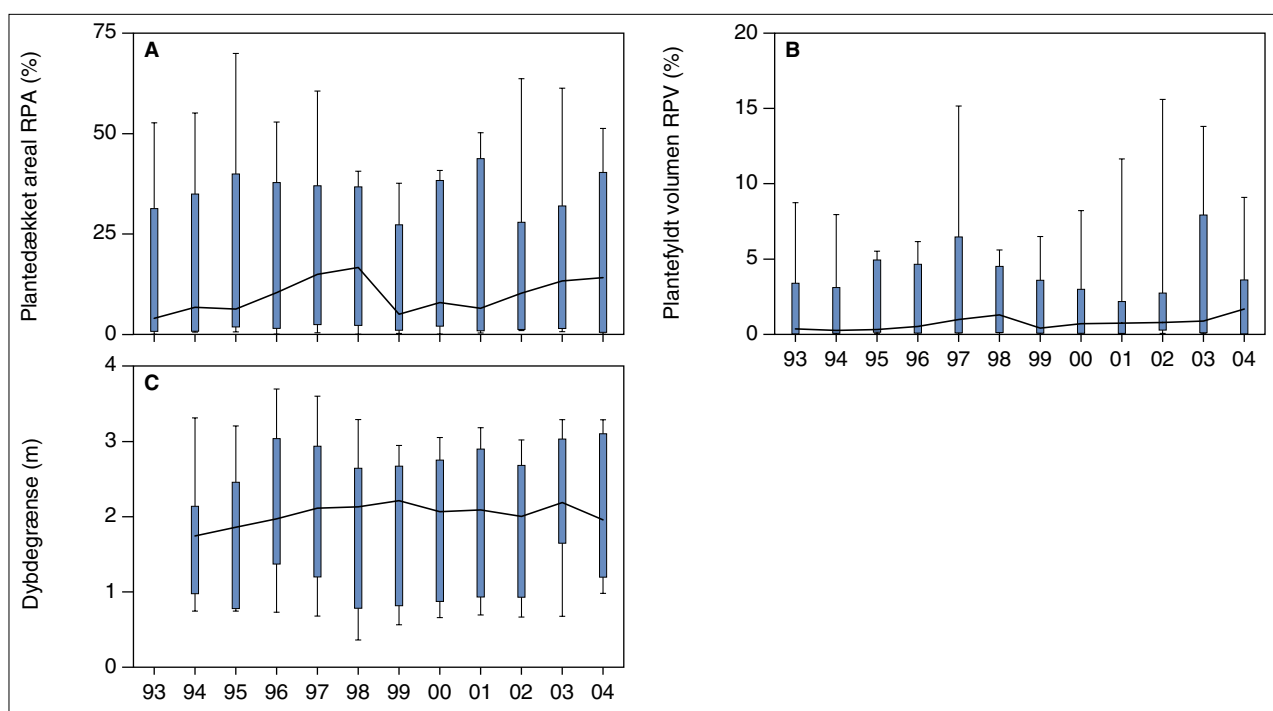 A
Plantedækket areal RPA (%)
75
50
25
0
B
Plantefyldt volumen RPV (%)
20
15
10
5
0
93 94 95 96 97 98 99 00 01 02 03 04
C
Dybdegrænse (m)
4
3
2
1
0
93 94 95 96 97 98 99 00 01 02 03 04